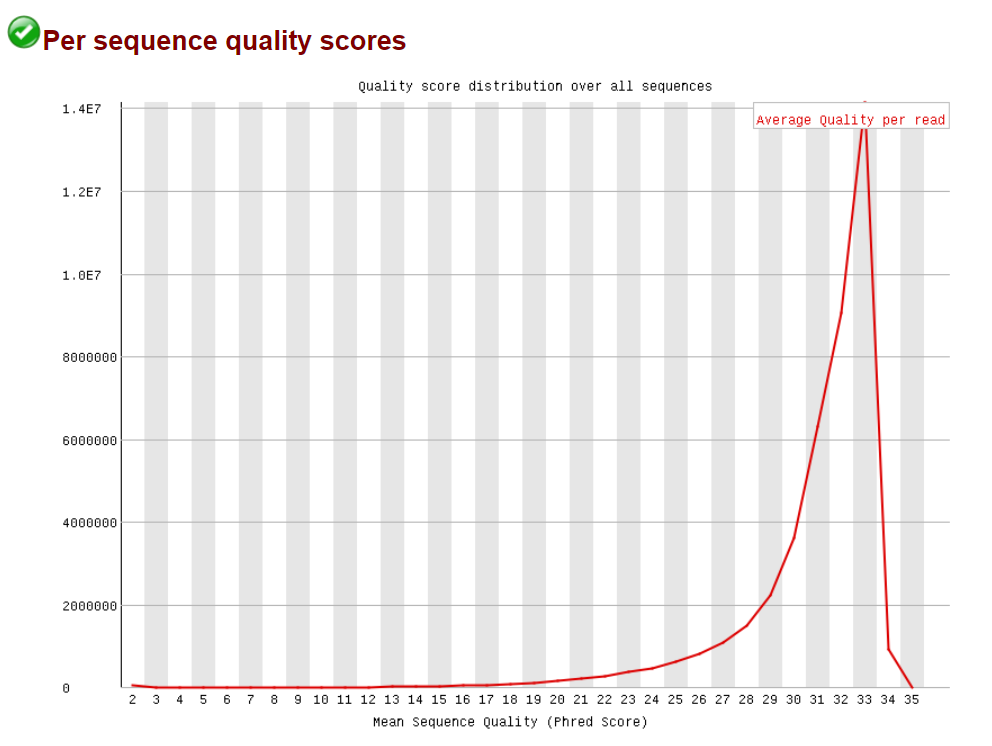 Per sequence quality scores
Quality score distribution over all sequences
1.4E7
Average Quality per read
1.2E7
1.0E7
8000000
6000000
4000000
2000000
0
2 3 4 5 6 7 8 9 10 11 12 13 14 15 16 17 18 19 20 21 22 23 24 25 26 27 28 29 30 31 32 33 34 35
Mean Sequence Quality (Phred Score)